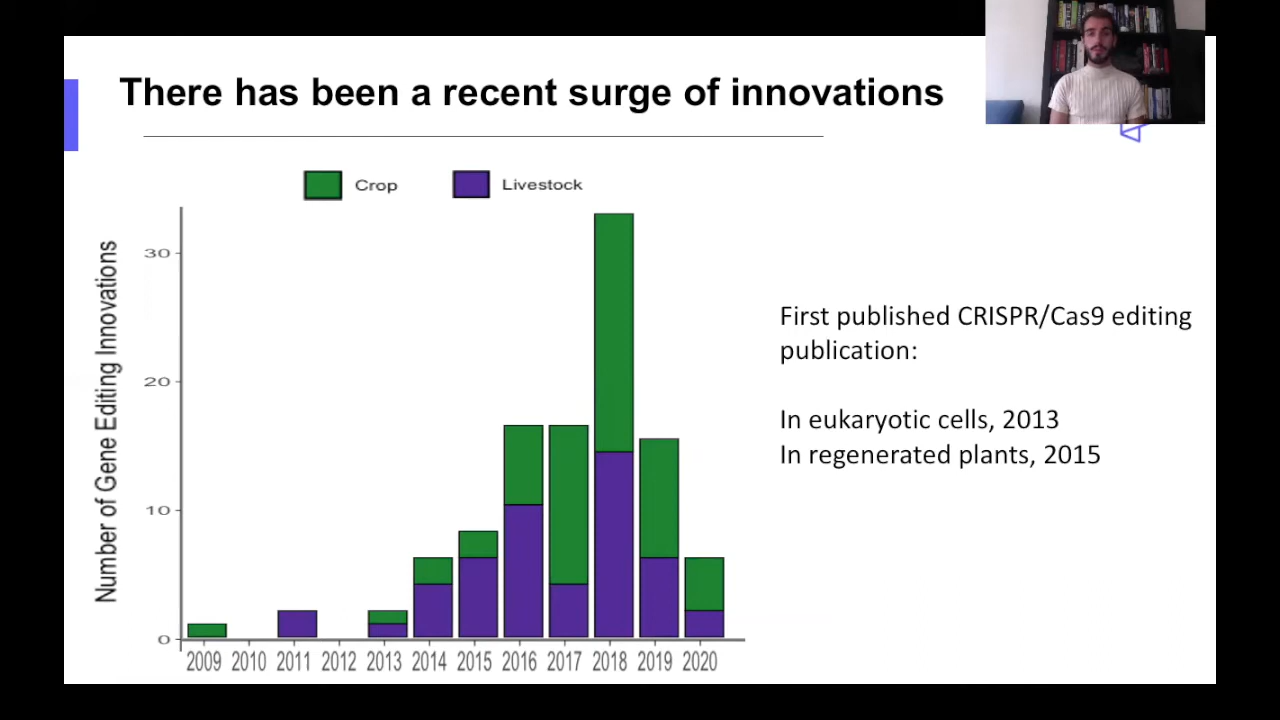 There has been a recent surge of innovations
Crop
Livestock
Number of Gene Editing Innovations
30
20
10
0
2009 2010 2011 2012 2013 2014 2015 2016 2017 2018 2019 2020
First published CRISPR/Cas9 editing
publication:
In eukaryotic cells, 2013
In regenerated plants, 2015